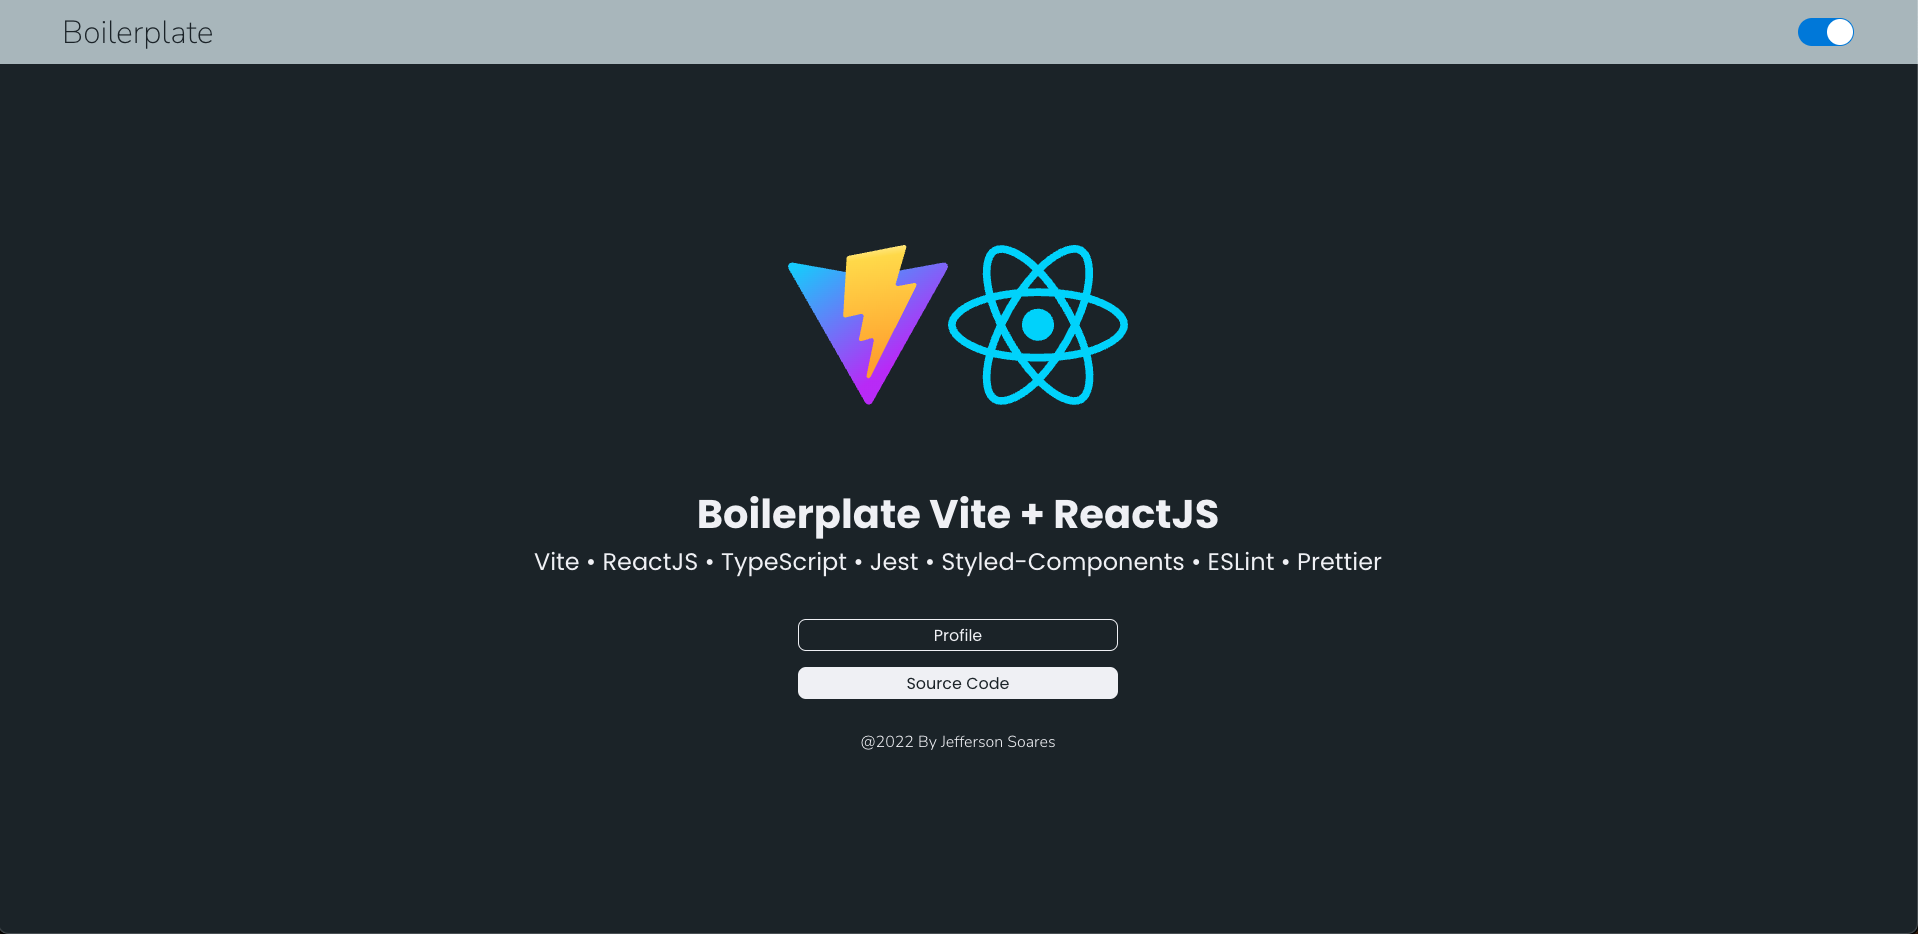 Boilerplate
Boilerplate Vite + ReactJS
Vite • ReactJS • TypeScript • Jest • Styled-Components • ESLint • Prettier
Profile
Source Code
@2022 By Jefferson Soares